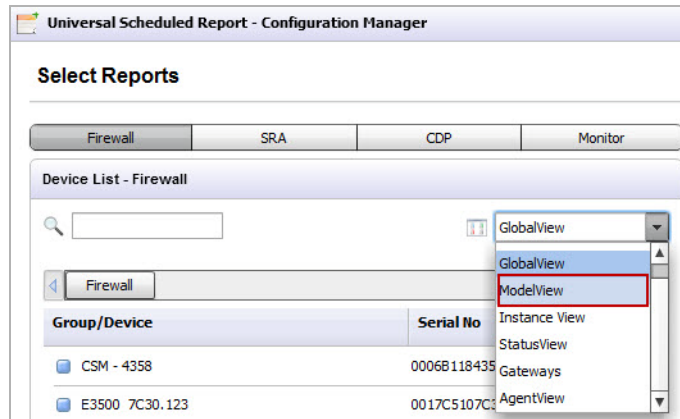 Universal Scheduled Report - Configuration Manager
Select Reports
Firewall SRA CDP Monitor
Device List - Firewall
GlobalView
GlobalView
Firewall
ModelView
Group/Device Serial No Instance View
StatusView
CSM - 4358 0006B118435 Gateways
E3500 7C30.123 0017C5107C3 AgentView